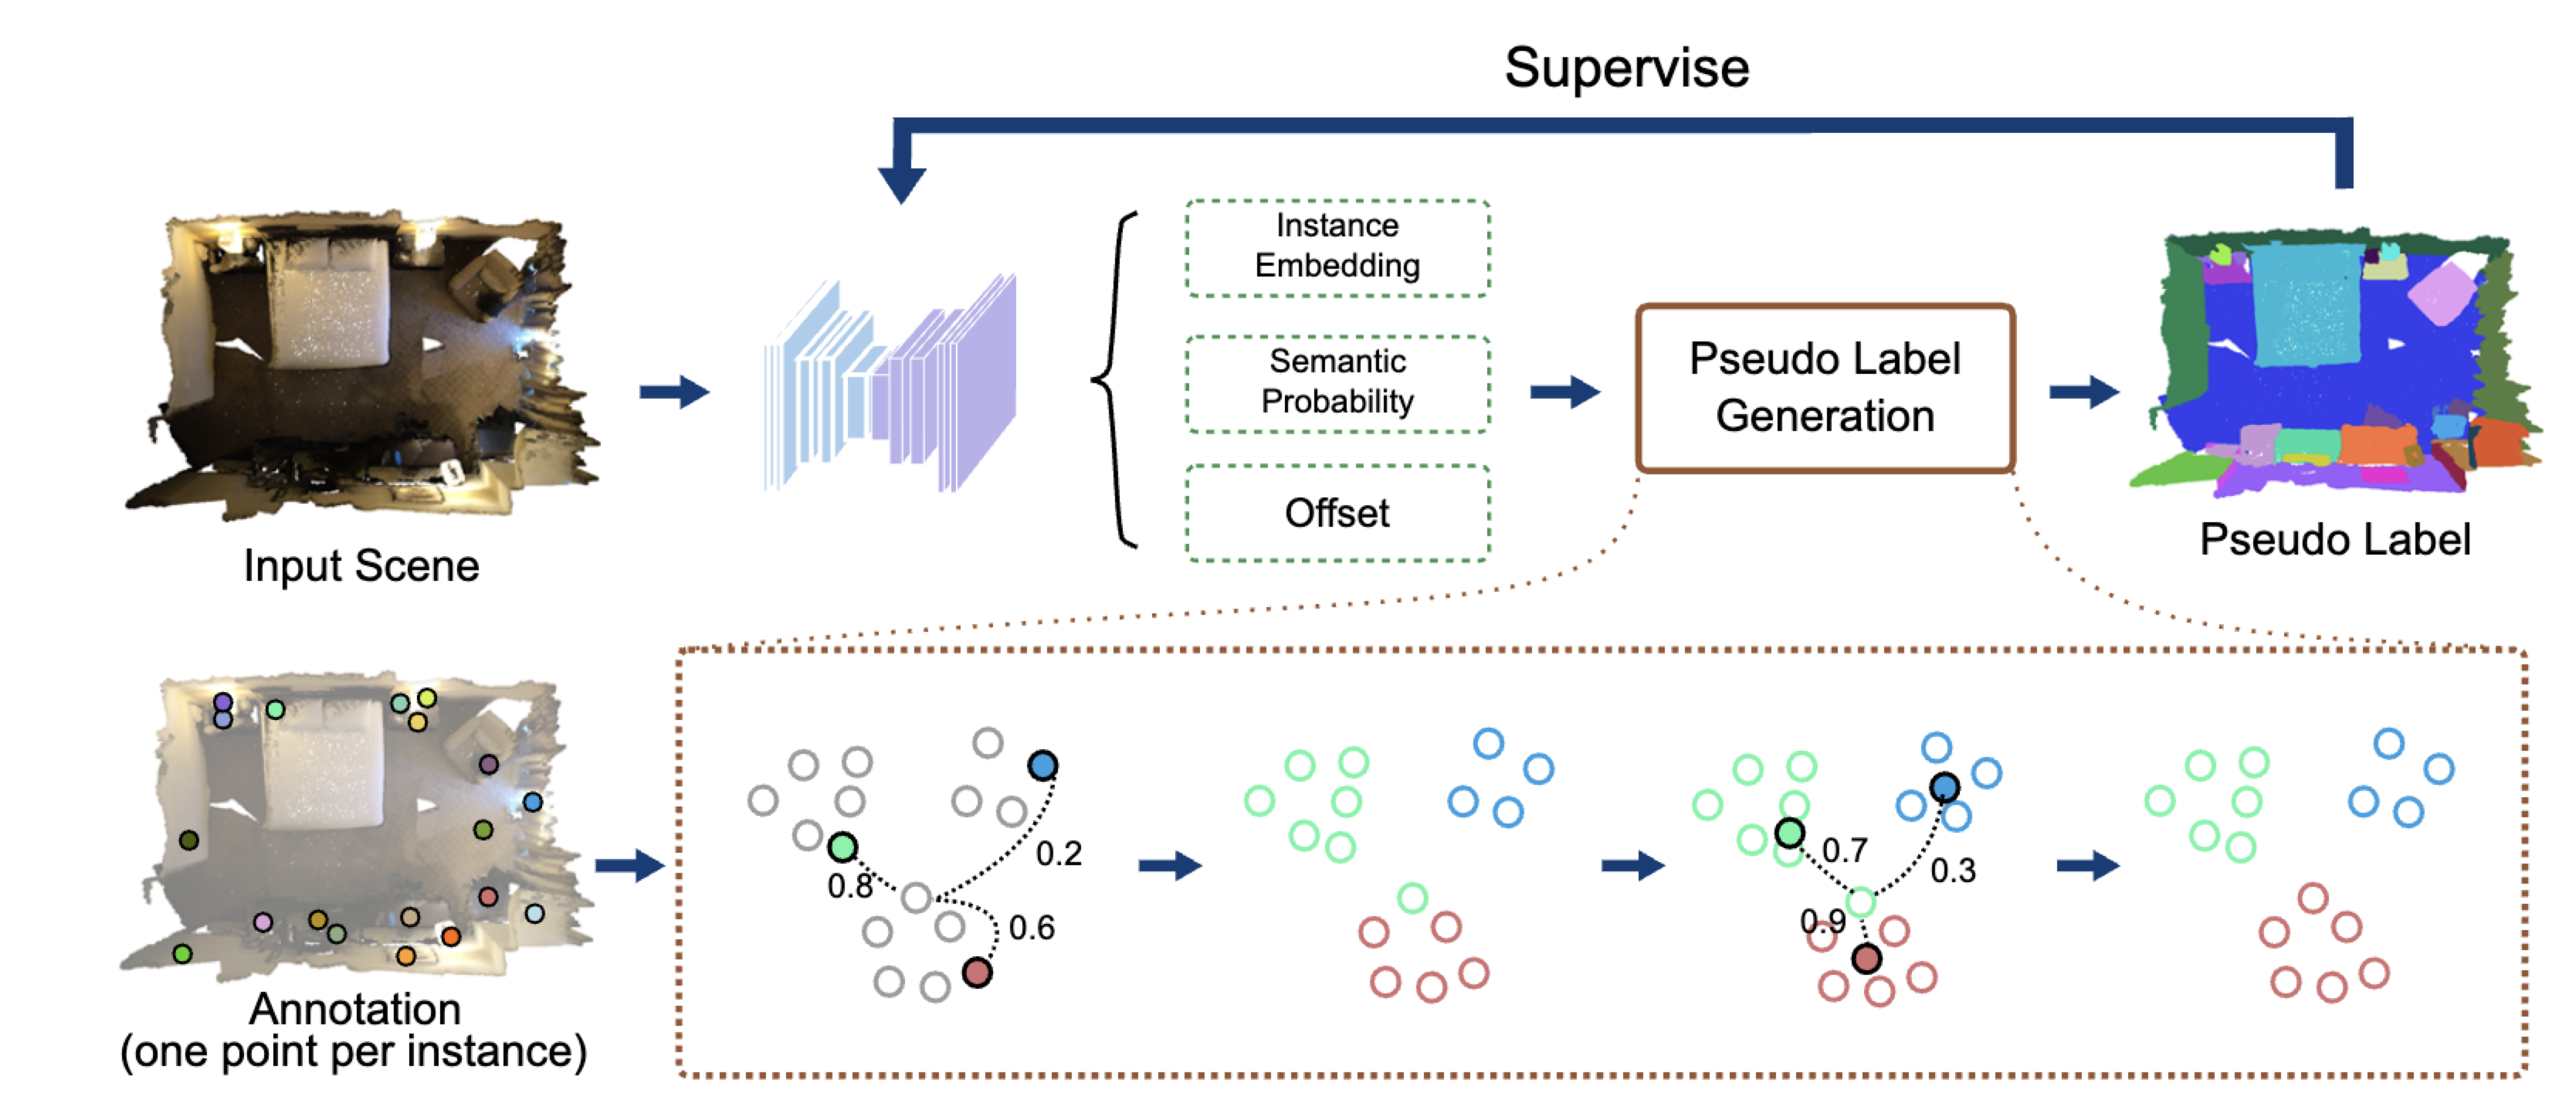 Supervise
Instance
Embedding
Semantic
Probability
Offset
Pseudo Label
Generation
Input Scene
Pseudo Label
Annotation
(one point per instance)
0.8
0.2
0.6
0.7
0.3
0.9